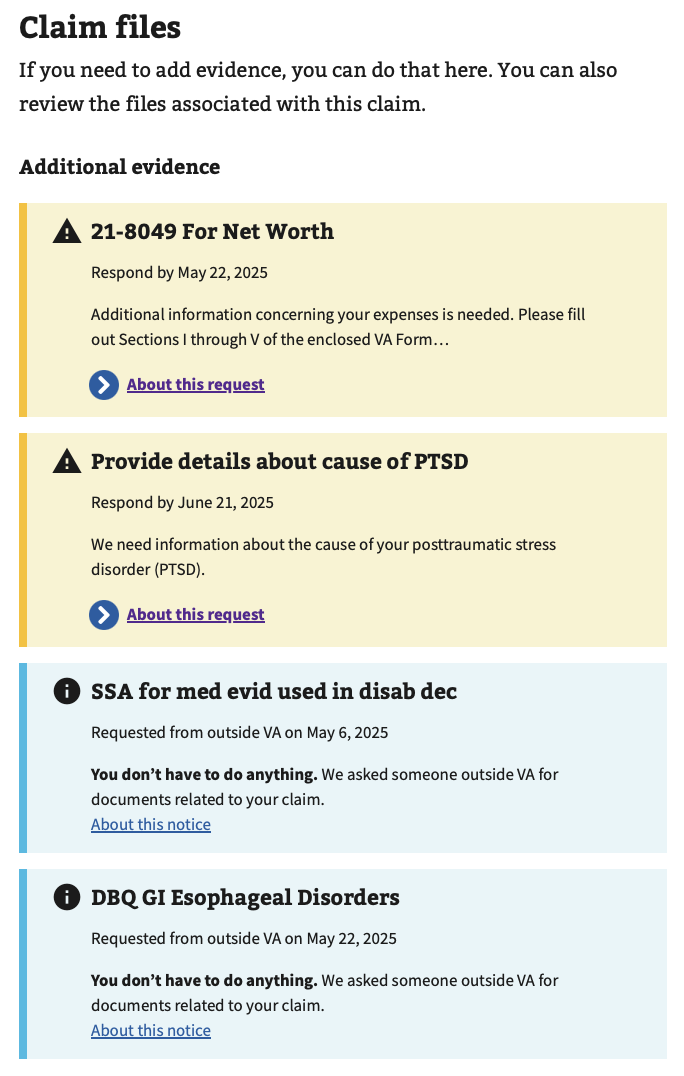 Claim files
If you need to add evidence, you can do that here. You can also
review the files associated with this claim.
Additional evidence
21-8049 For Net Worth
Respond by May 22, 2025
Additional information concerning your expenses is needed. Please fill
out Sections I through V of the enclosed VA Form…
About this request
Provide details about cause of PTSD
Respond by June 21, 2025
We need information about the cause of your posttraumatic stress
disorder (PTSD).
About this request
SSA for med evid used in disab dec
Requested from outside VA on May 6, 2025
You don’t have to do anything. We asked someone outside VA for
documents related to your claim.
About this notice
DBQ GI Esophageal Disorders
Requested from outside VA on May 22, 2025
You don’t have to do anything. We asked someone outside VA for
documents related to your claim.
About this notice